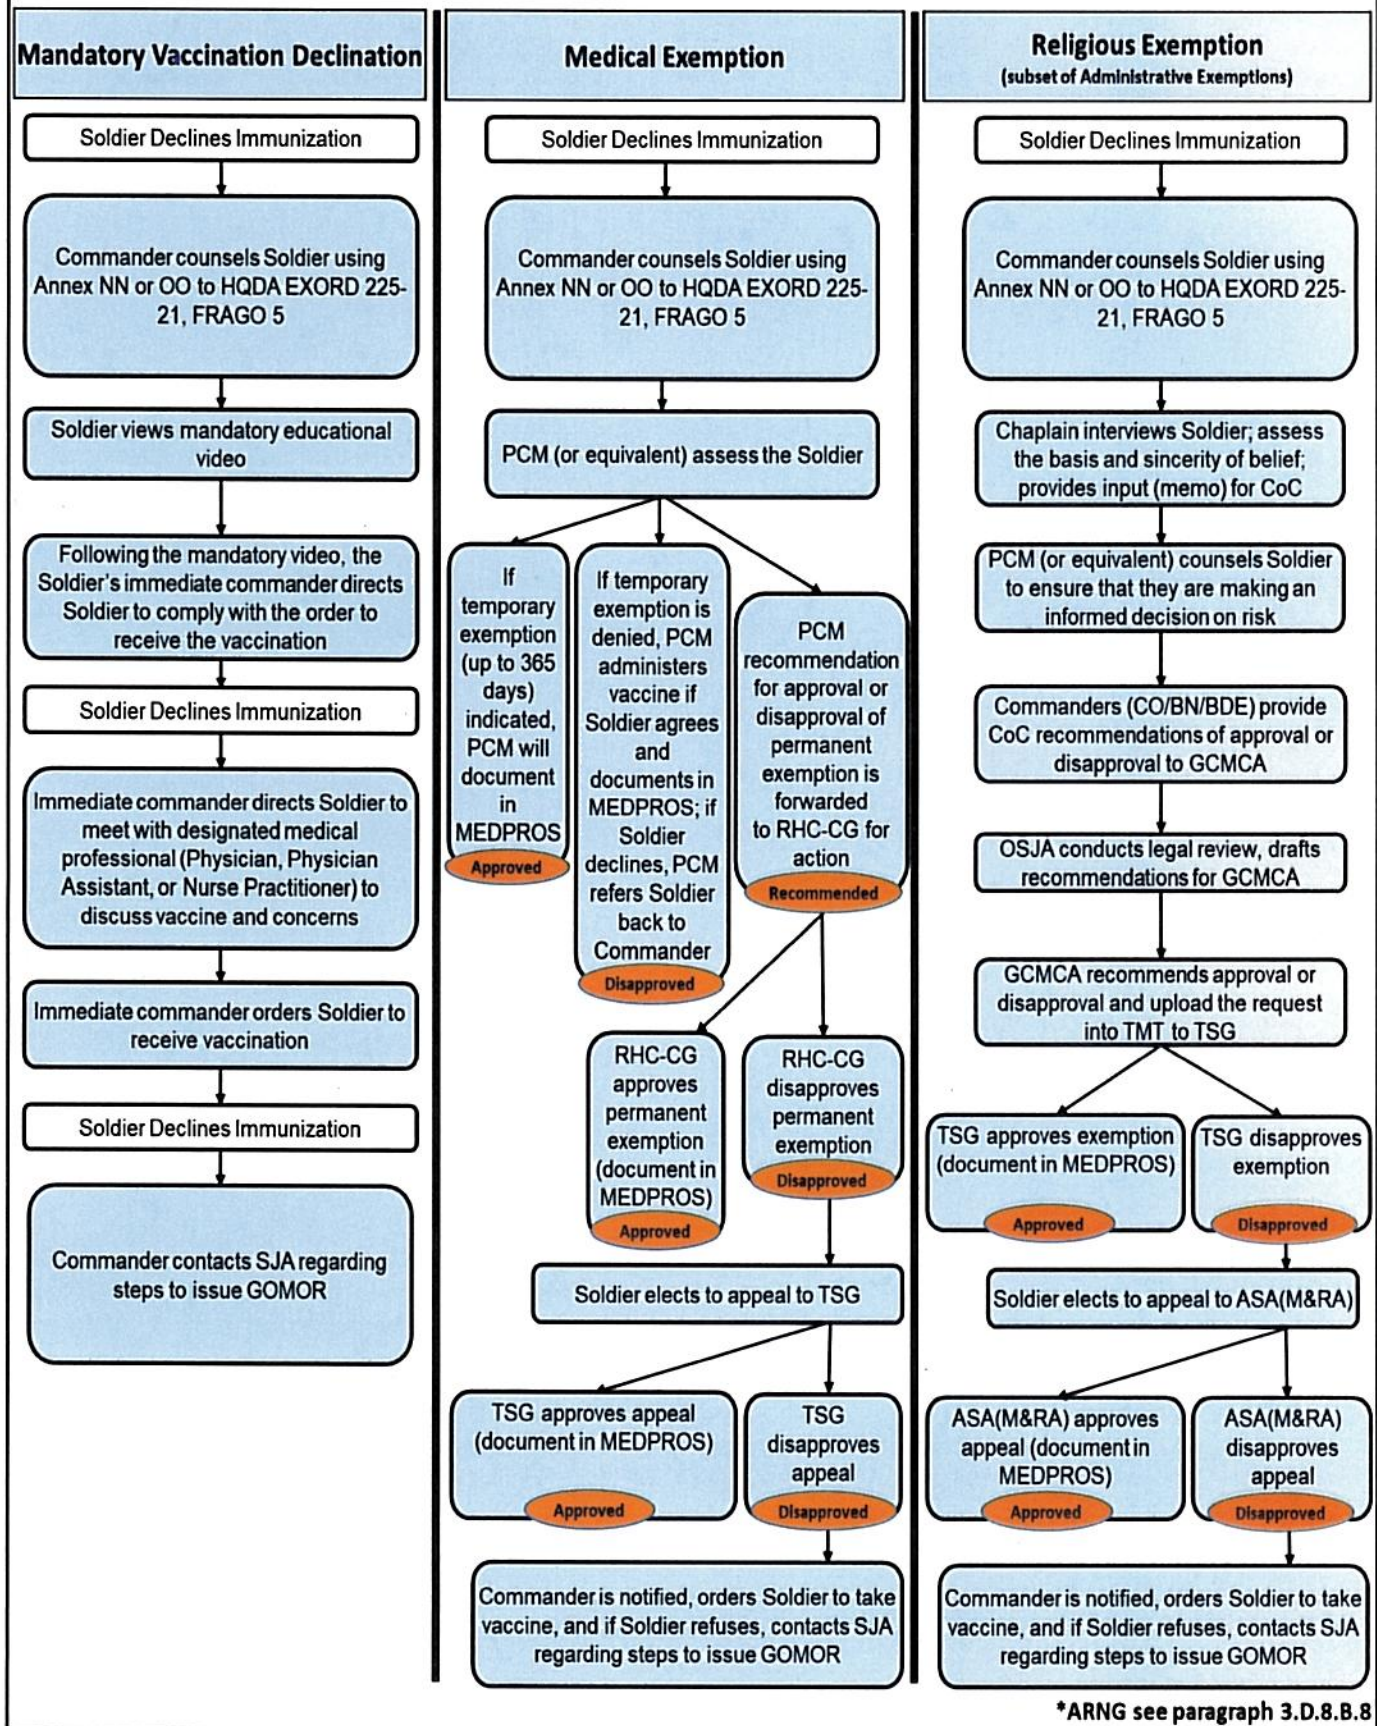 Mandatory Vaccination Declination
Soldier Declines Immunization
Commander counsels Soldier using
Annex NN or OO to HQDA EXORD 225-
21, FRAGO 5
Soldier views mandatory educational
video
Following the mandatory video, the
Soldier's immediate commander directs
Soldier to comply with the order to
receive the vaccination
Soldier Declines Immunization
Immediate commander directs Soldier to
meet with designated medical
professional (Physician, Physician
Assistant, or Nurse Practitioner) to
discuss vaccine and concerns
Immediate commander orders Soldier to
receive vaccination
Soldier Declines Immunization
Commander contacts SJA regarding
steps to issue GOMOR
Medical Exemption
Soldier Declines Immunization
Commander counsels Soldier using
Annex NN or OO to HQDA EXORD 225-
21, FRAGO 5
PCM (or equivalent) assess the Soldier
If
temporary
exemption
(up to 365
days)
indicated,
PCM will
document
in
MEDPROS
Approved
If temporary
exemption is
denied, PCM
administers
vaccine if
Soldier agrees
and
documents in
MEDPROS; if
Soldier
declines, PCM
refers Soldier
back to
Commander
Disapproved
PCM
recommendation
for approval or
disapproval of
permanent
exemption is
forwarded
to RHC-CG for
action
Recommended
RHC-CG
approves
permanent
exemption
(document in
MEDPROS)
Approved
RHC-CG
disapproves
permanent
exemption
Disapproved
Soldier elects to appeal to TSG
TSG approves appeal
(document in MEDPROS)
Approved
TSG
disapproves
appeal
Disapproved
Commander is notified, orders Soldier to take
vaccine, and if Soldier refuses, contacts SJA
regarding steps to issue GOMOR
Religious Exemption
(subset of Administrative Exemptions)
Soldier Declines Immunization
Commander counsels Soldier using
Annex NN or OO to HQDA EXORD 225-
21, FRAGO 5
Chaplain interviews Soldier; assess
the basis and sincerity of belief;
provides input (memo) for CoC
PCM (or equivalent) counsels Soldier
to ensure that they are making an
informed decision on risk
Commanders (CO/BN/BDE) provide
CoC recommendations of approval or
disapproval to GCMCA
OSJA conducts legal review, drafts
recommendations for GCMCA
GCMCA recommends approval or
disapproval and upload the request
into TMT to TSG
TSG approves exemption
(document in MEDPROS)
Approved
TSG disapproves
exemption
Disapproved
Soldier elects to appeal to ASA(M&RA)
ASA(M&RA) approves
appeal (document in
MEDPROS)
Approved
ASA(M&RA)
disapproves
appeal
Disapproved
Commander is notified, orders Soldier to take
vaccine, and if Soldier refuses, contacts SJA
regarding steps to issue GOMOR
*ARNG see paragraph 3.D.8.B.8